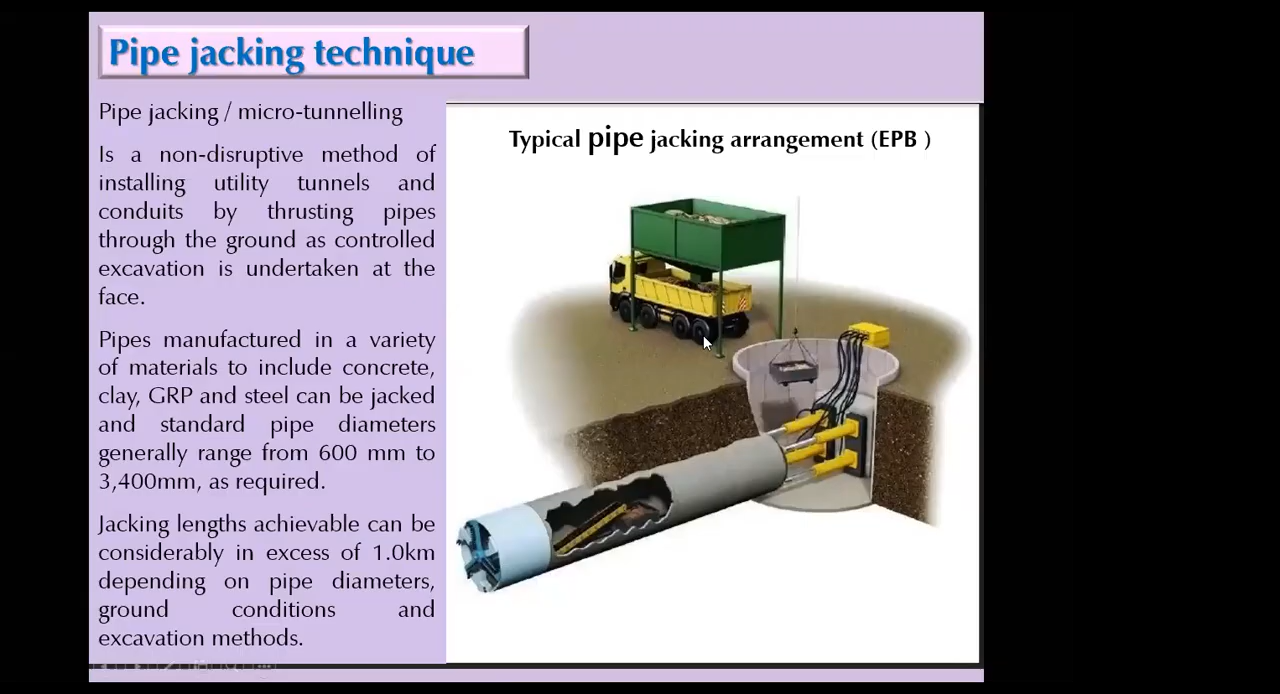 Pipe jacking technique
Pipe jacking / micro-tunnelling
Is a non-disruptive method of
installing utility tunnels and
conduits by thrusting pipes
through the ground as controlled
excavation is undertaken at the
face.
Pipes manufactured in a variety
of materials to include concrete,
clay, GRP and steel can be jacked
and standard pipe diameters
generally range from 600 mm to
3,400mm, as required.
Jacking lengths achievable can be
considerably in excess of 1.0km
depending on pipe diameters,
ground conditions and
excavation methods.
Typical pipe jacking arrangement (EPB )